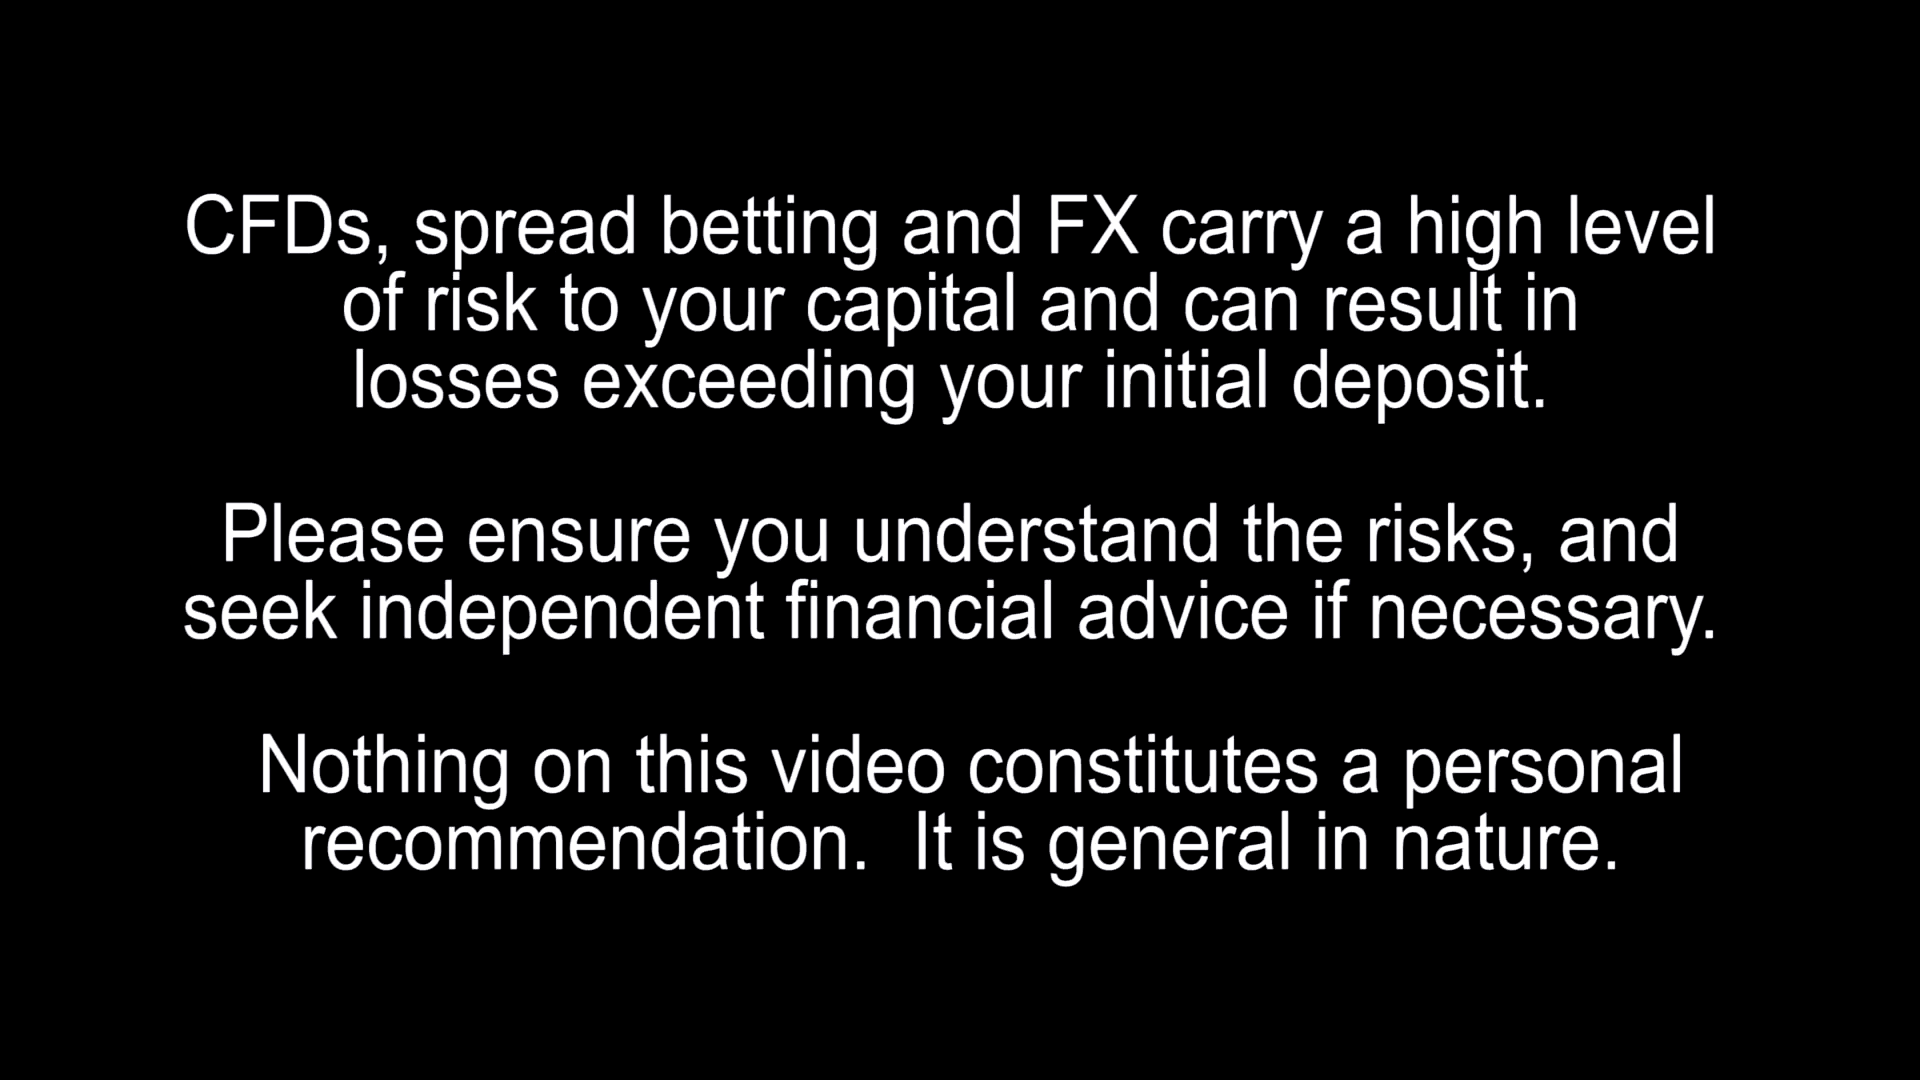 CFDs, spread betting and FX carry a high level
of risk to your capital and can result in
losses exceeding your initial deposit.
Please ensure you understand the risks, and
seek independent financial advice if necessary.
Nothing on this video constitutes a personal
recommendation.  It is general in nature.